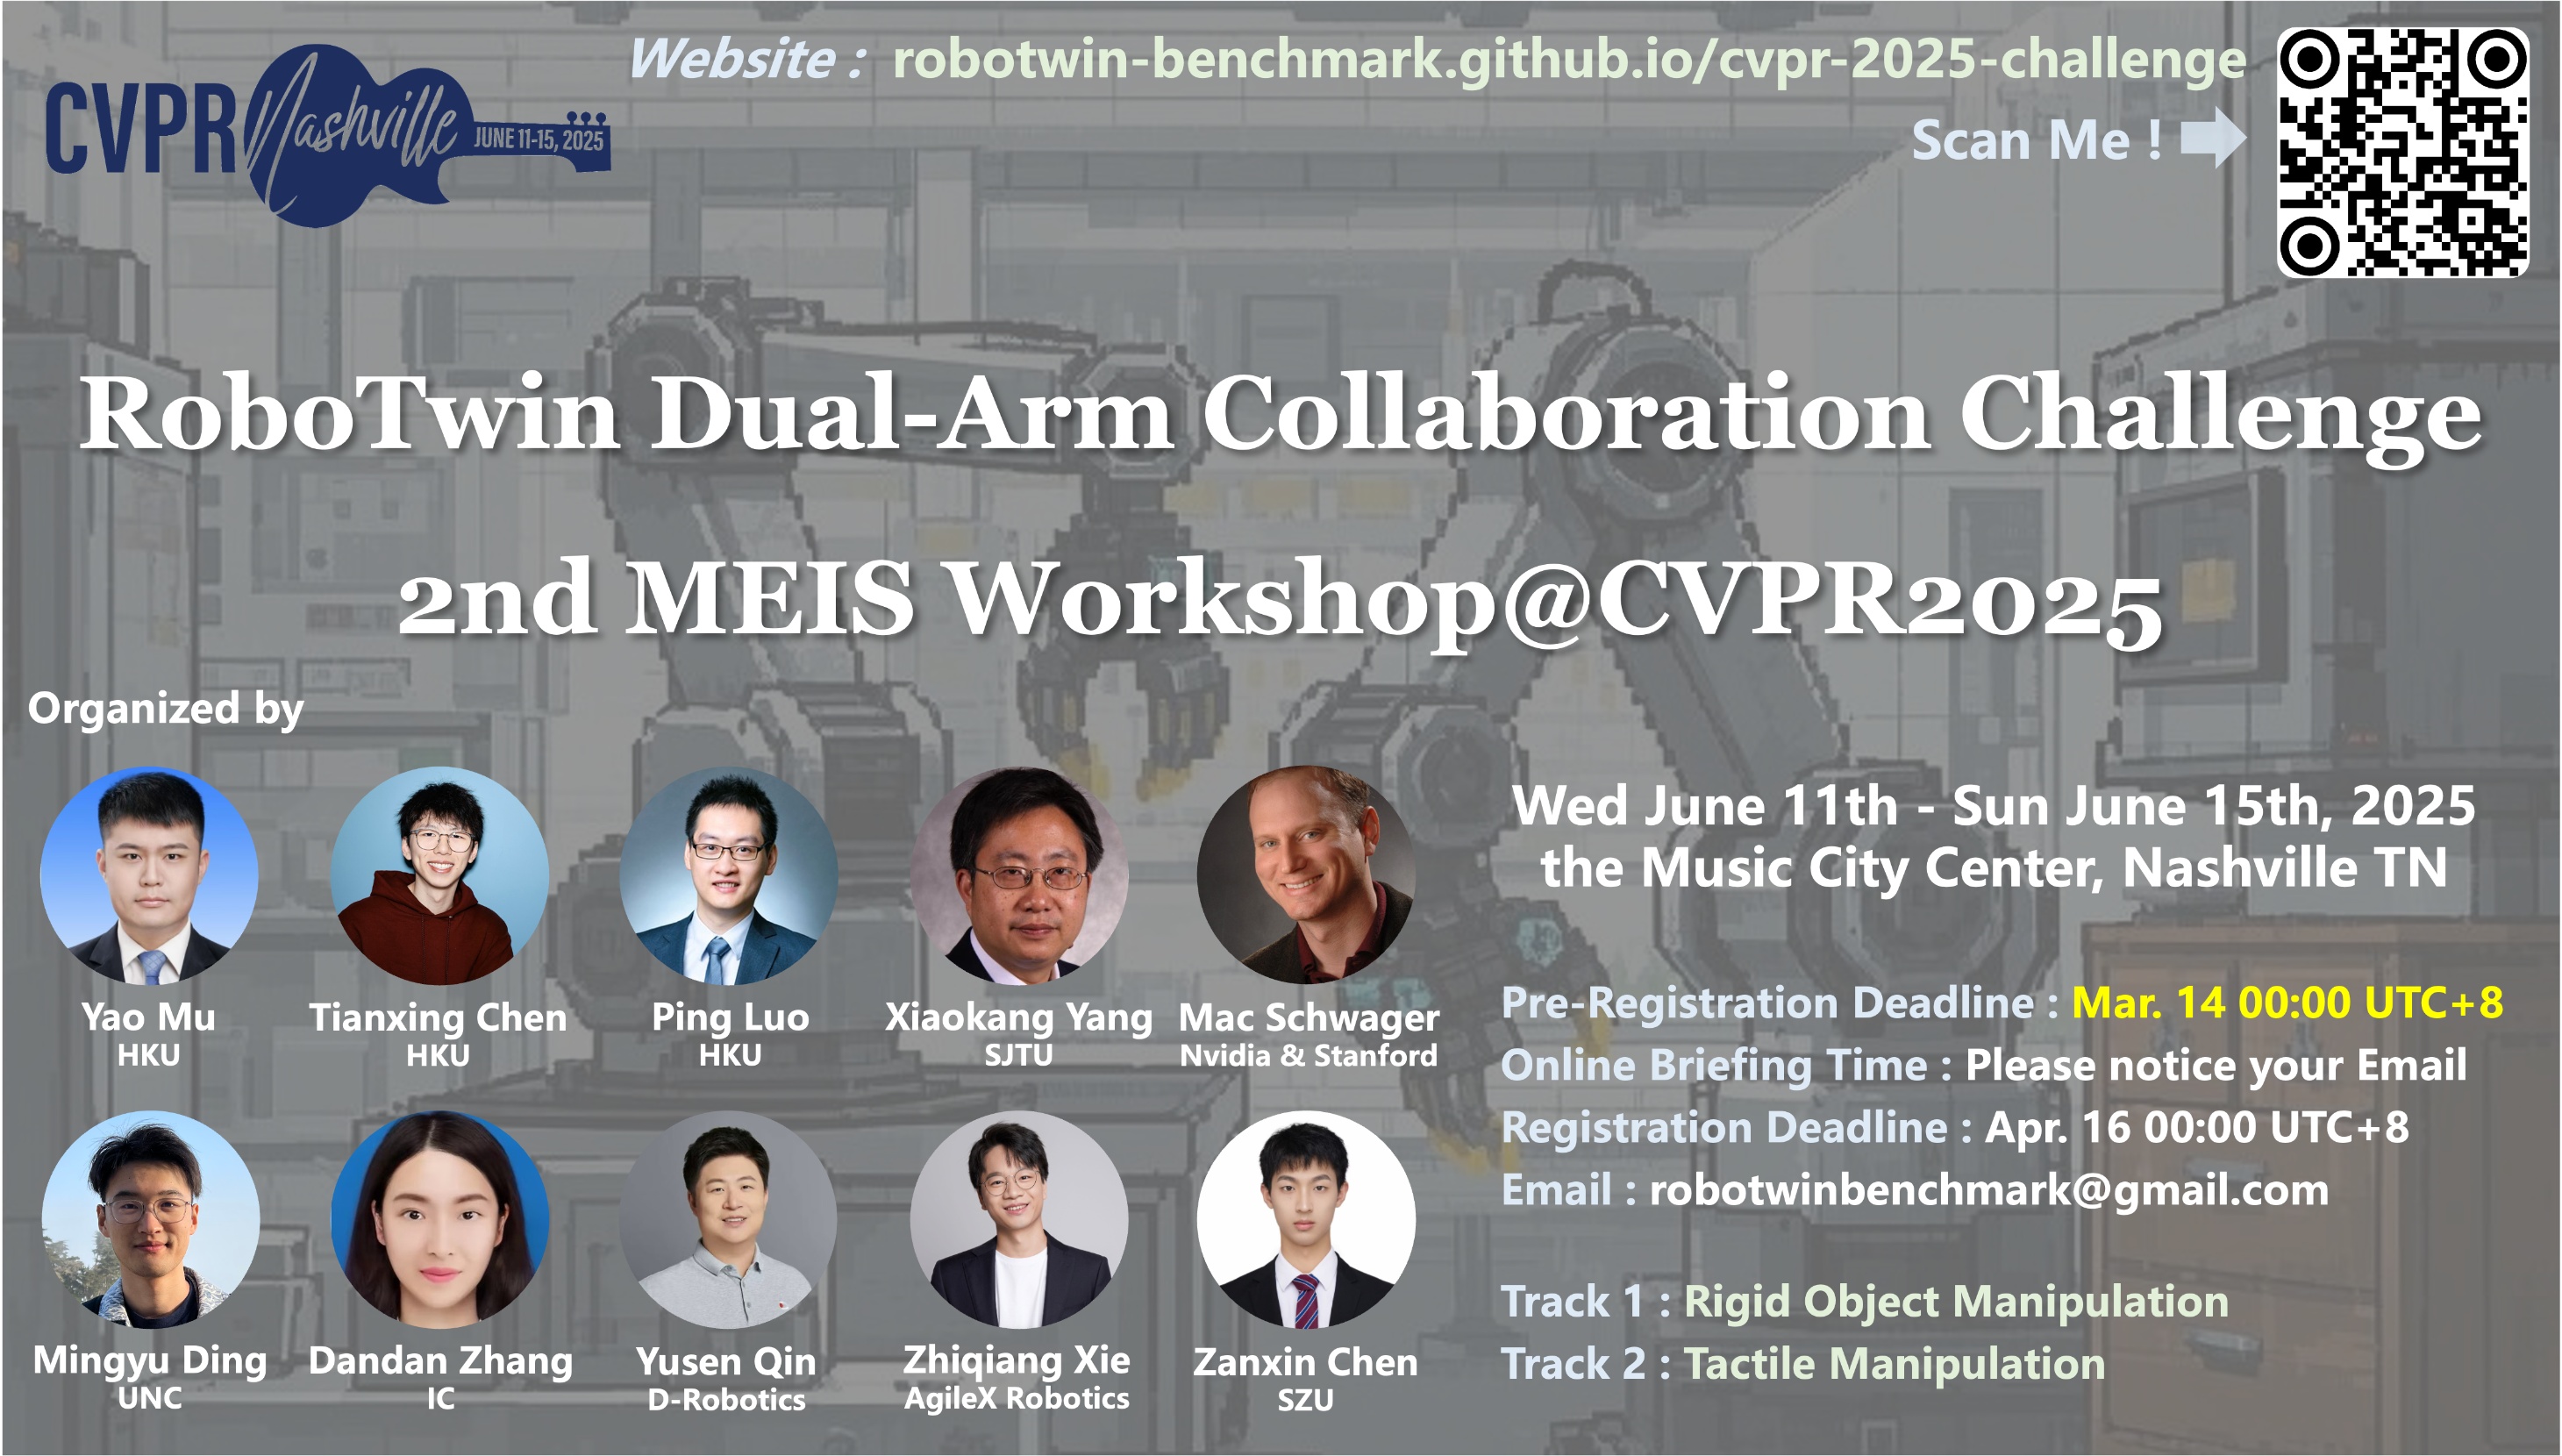 CVPR Nashville JUNE 11-15, 2025
Website : robotwin-benchmark.github.io/cvpr-2025-challenge
Scan Me !
RoboTwin Dual-Arm Collaboration Challenge
2nd MEIS Workshop@CVPR2025
Organized by
Yao Mu
HKU
Tianxing Chen
HKU
Ping Luo
HKU
Xiaokang Yang
SJTU
Mac Schwager
Nvidia & Stanford
Mingyu Ding
UNC
Dandan Zhang
IC
Yusen Qin
D-Robotics
Zhiqiang Xie
AgileX Robotics
Zanxin Chen
SZU
Wed June 11th - Sun June 15th, 2025
the Music City Center, Nashville TN
Pre-Registration Deadline : Mar. 14 00:00 UTC+8
Online Briefing Time : Please notice your Email
Registration Deadline : Apr. 16 00:00 UTC+8
Email : robotwinbenchmark@gmail.com
Track 1 : Rigid Object Manipulation
Track 2 : Tactile Manipulation